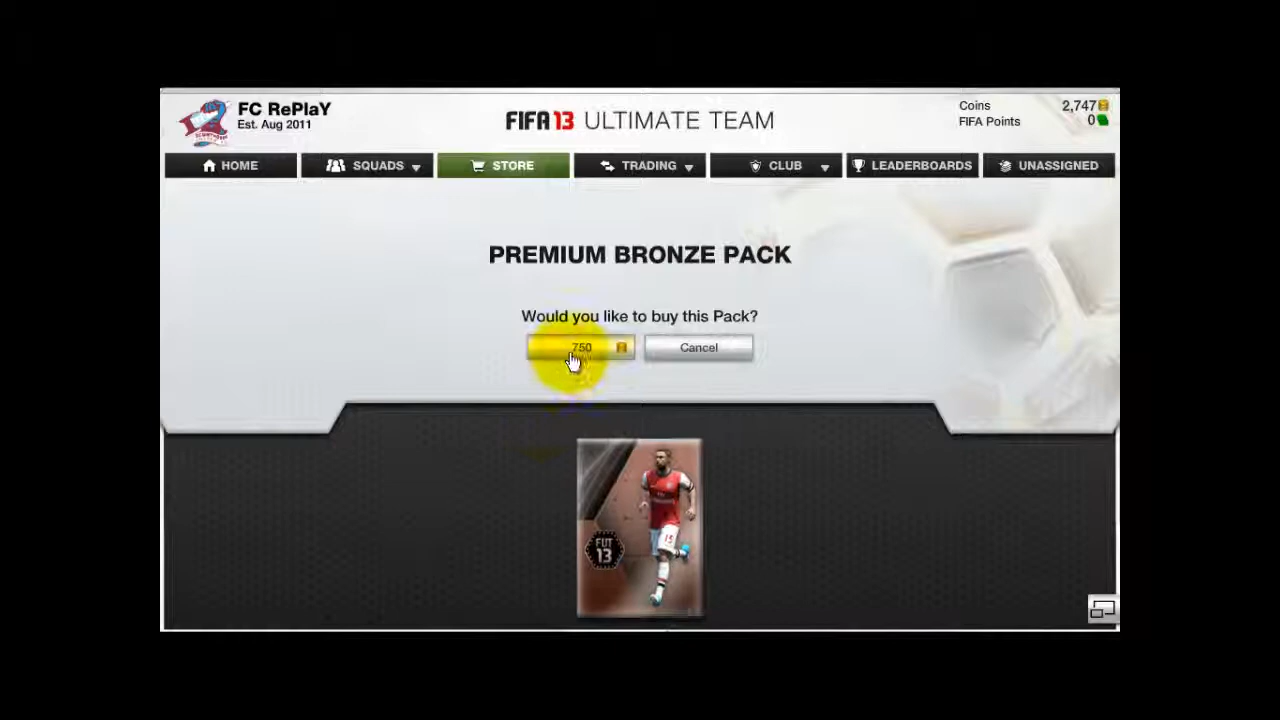 FC RePlaY
Est. Aug 2011
FIFA 13 ULTIMATE TEAM
Coins 2,747
FIFA Points 0
HOME SQUADS STORE TRADING CLUB LEADERBOARDS UNASSIGNED
PREMIUM BRONZE PACK
Would you like to buy this Pack?
750 Cancel
FUT
13